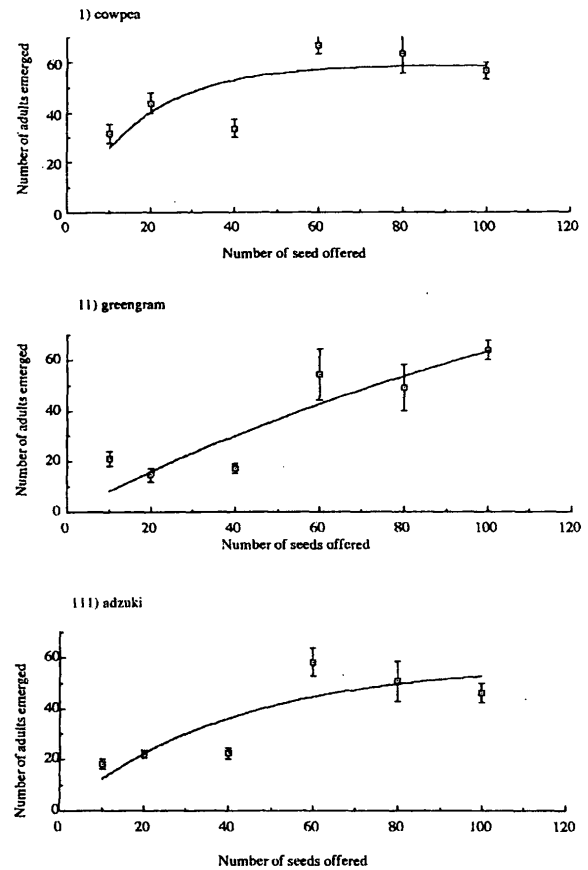 1) cowpea
Number of adults emerged
60
40
20
0
0 20 40 60 80 100 120
Number of seed offered
11) greengram
Number of adults emerged
60
40
20
0
0 20 40 60 80 100 120
Number of seeds offered
111) adzuki
Number of adults emerged
60
40
20
0
0 20 40 60 80 100 120
Number of seeds offered